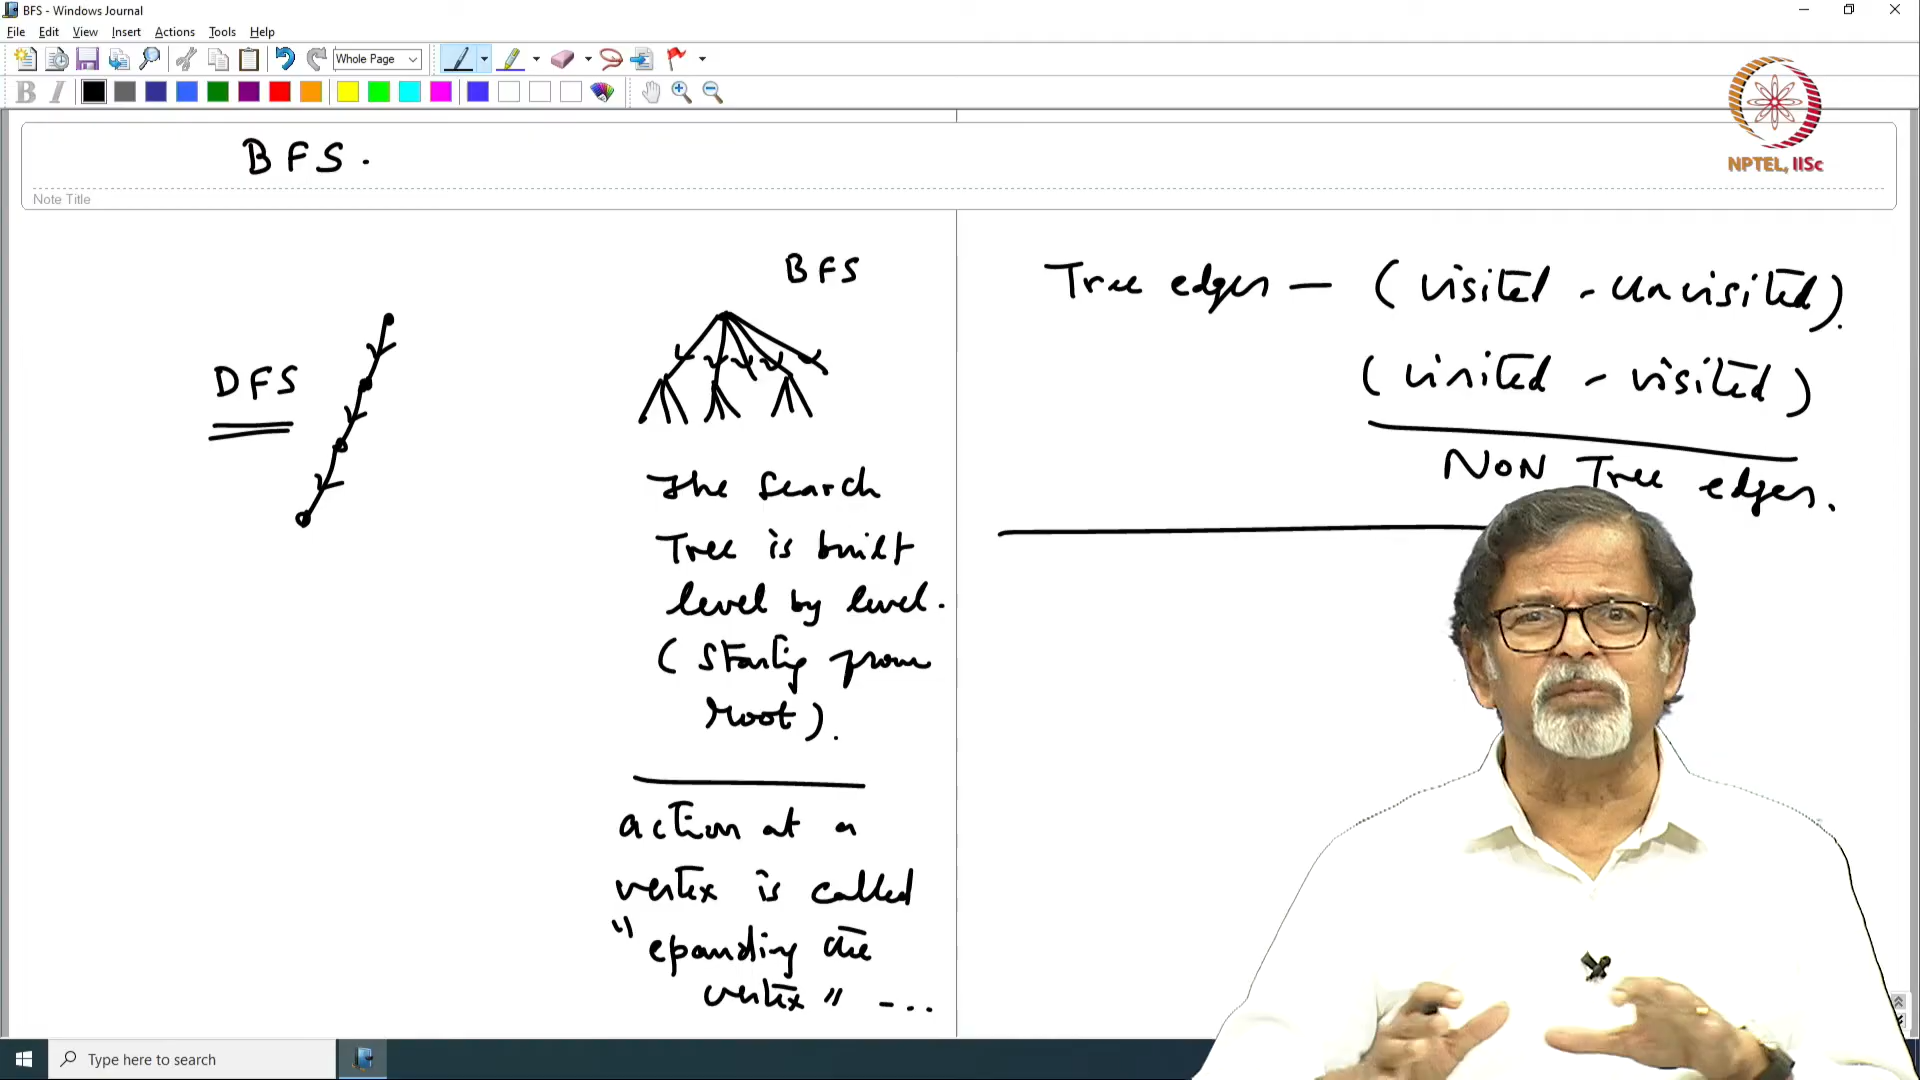 BFS - Windows Journal
File Edit View Insert Actions Tools Help
Whole Page
B I
NPTEL, IISc
BFS.
Note Title
DFS
BFS
The Search
Tree is built
level by level.
( Starting from
root ).
action at a
vertex is called
"epanding the
vertex" - ...
Tree edges — ( visited - unvisited ).
( visited - visited )
NON Tree edges.
Type here to search